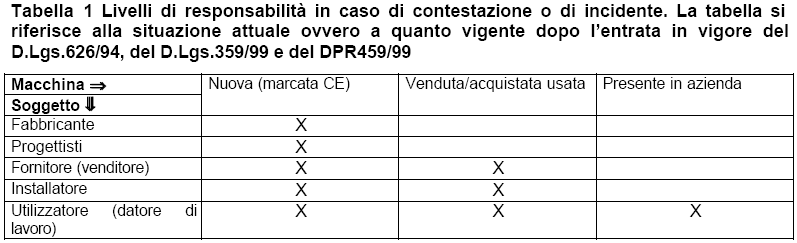 Tabella 1 Livelli di responsabilità in caso di contestazione o di incidente. La tabella si
riferisce alla situazione attuale ovvero a quanto vigente dopo l'entrata in vigore del
D.Lgs.626/94, del D.Lgs.359/99 e del DPR459/99
Macchina ⇒ Nuova (marcata CE) Venduta/acquistata usata Presente in azienda
Soggetto ⇓
Fabbricante X
Progettisti X
Fornitore (venditore) X X
Installatore X X
Utilizzatore (datore di X X X
lavoro)